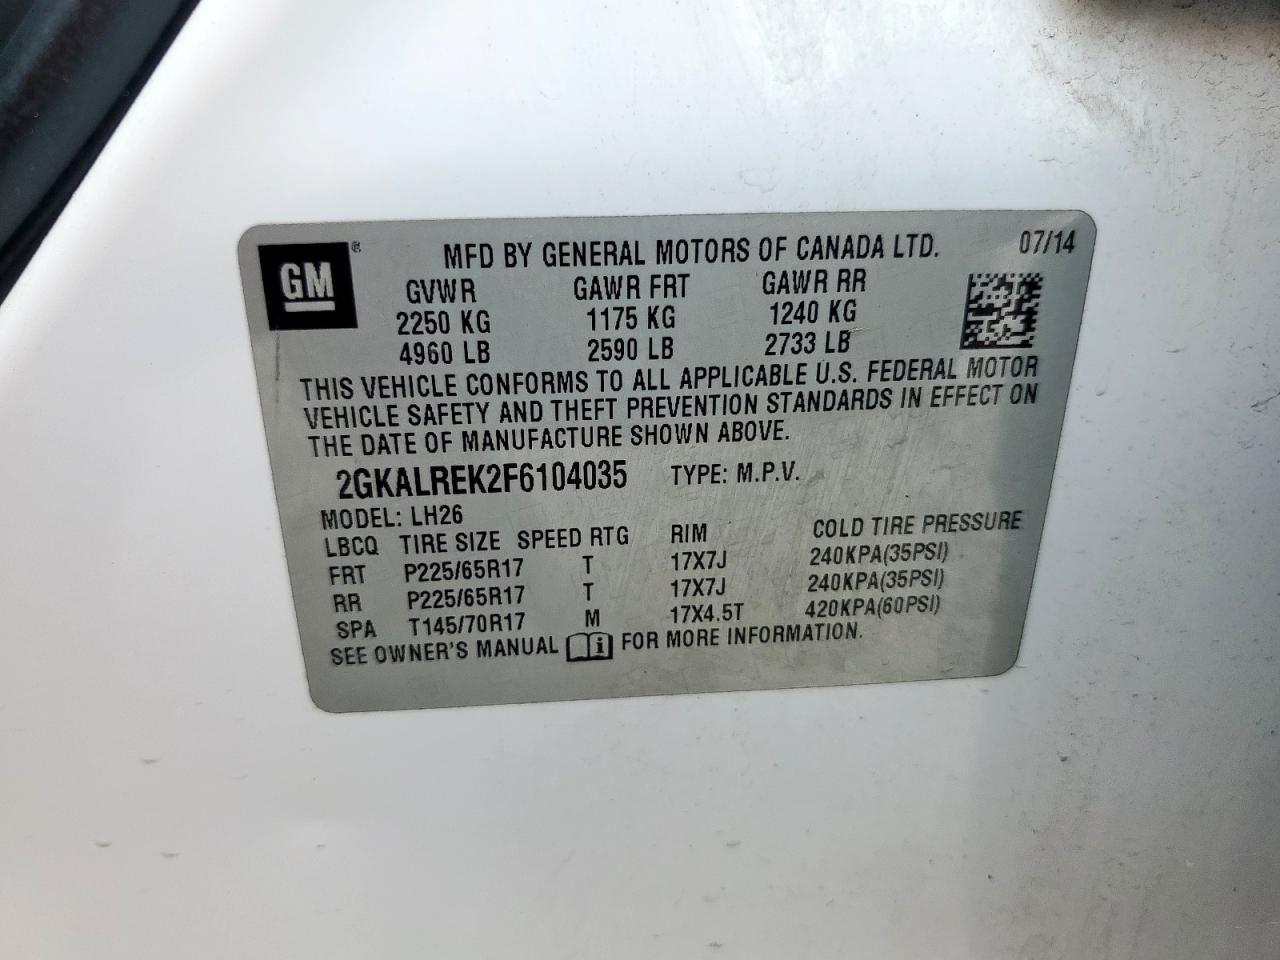 GM ® MFD BY GENERAL MOTORS OF CANADA LTD. 07/14
GVWR GAWR FRT GAWR RR
2250 KG 1175 KG 1240 KG
4960 LB 2590 LB 2733 LB
THIS VEHICLE CONFORMS TO ALL APPLICABLE U.S. FEDERAL MOTOR
VEHICLE SAFETY AND THEFT PREVENTION STANDARDS IN EFFECT ON
THE DATE OF MANUFACTURE SHOWN ABOVE.
2GKALREK2F6104035 TYPE: M.P.V.
MODEL: LH26
LBCQ TIRE SIZE SPEED RTG RIM COLD TIRE PRESSURE
FRT P225/65R17 T 17X7J 240KPA(35PSI)
RR P225/65R17 T 17X7J 240KPA(35PSI)
SPA T145/70R17 M 17X4.5T 420KPA(60PSI)
SEE OWNER'S MANUAL i FOR MORE INFORMATION.